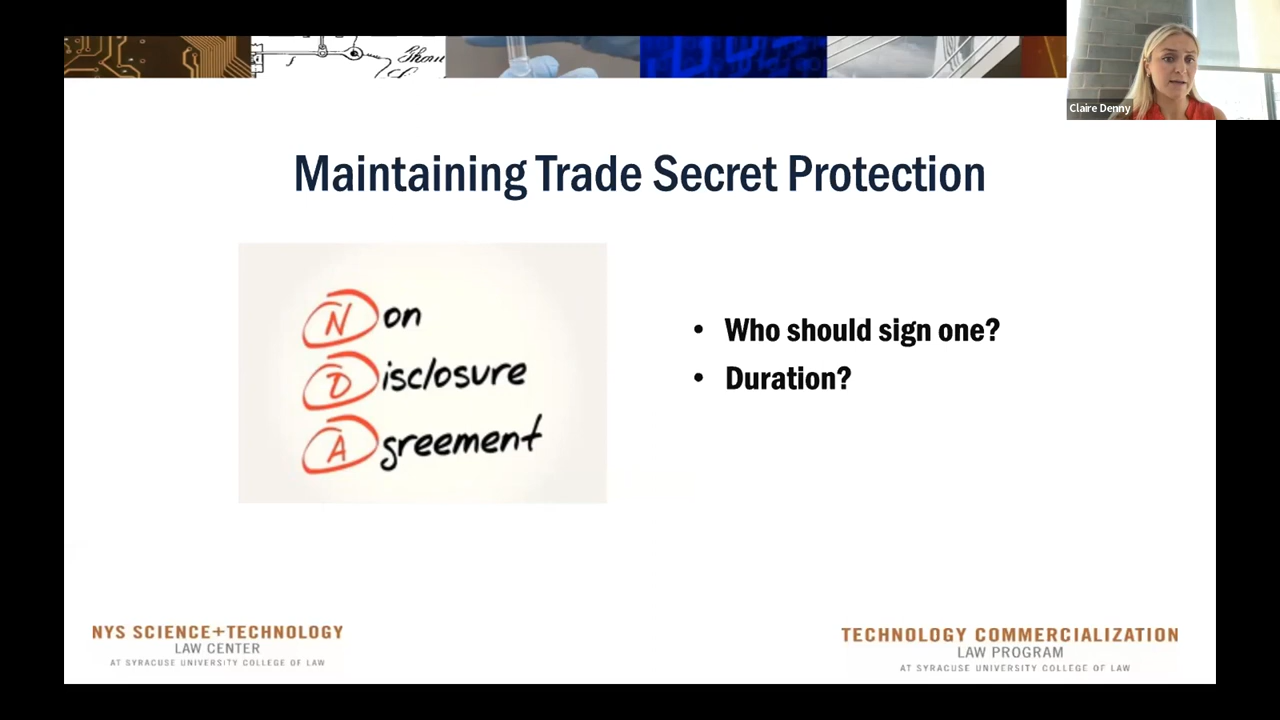 Claire Denny
Maintaining Trade Secret Protection
Non
Disclosure
Agreement
• Who should sign one?
• Duration?
NYS SCIENCE+TECHNOLOGY
LAW CENTER
AT SYRACUSE UNIVERSITY COLLEGE OF LAW
TECHNOLOGY COMMERCIALIZATION
LAW PROGRAM
AT SYRACUSE UNIVERSITY COLLEGE OF LAW